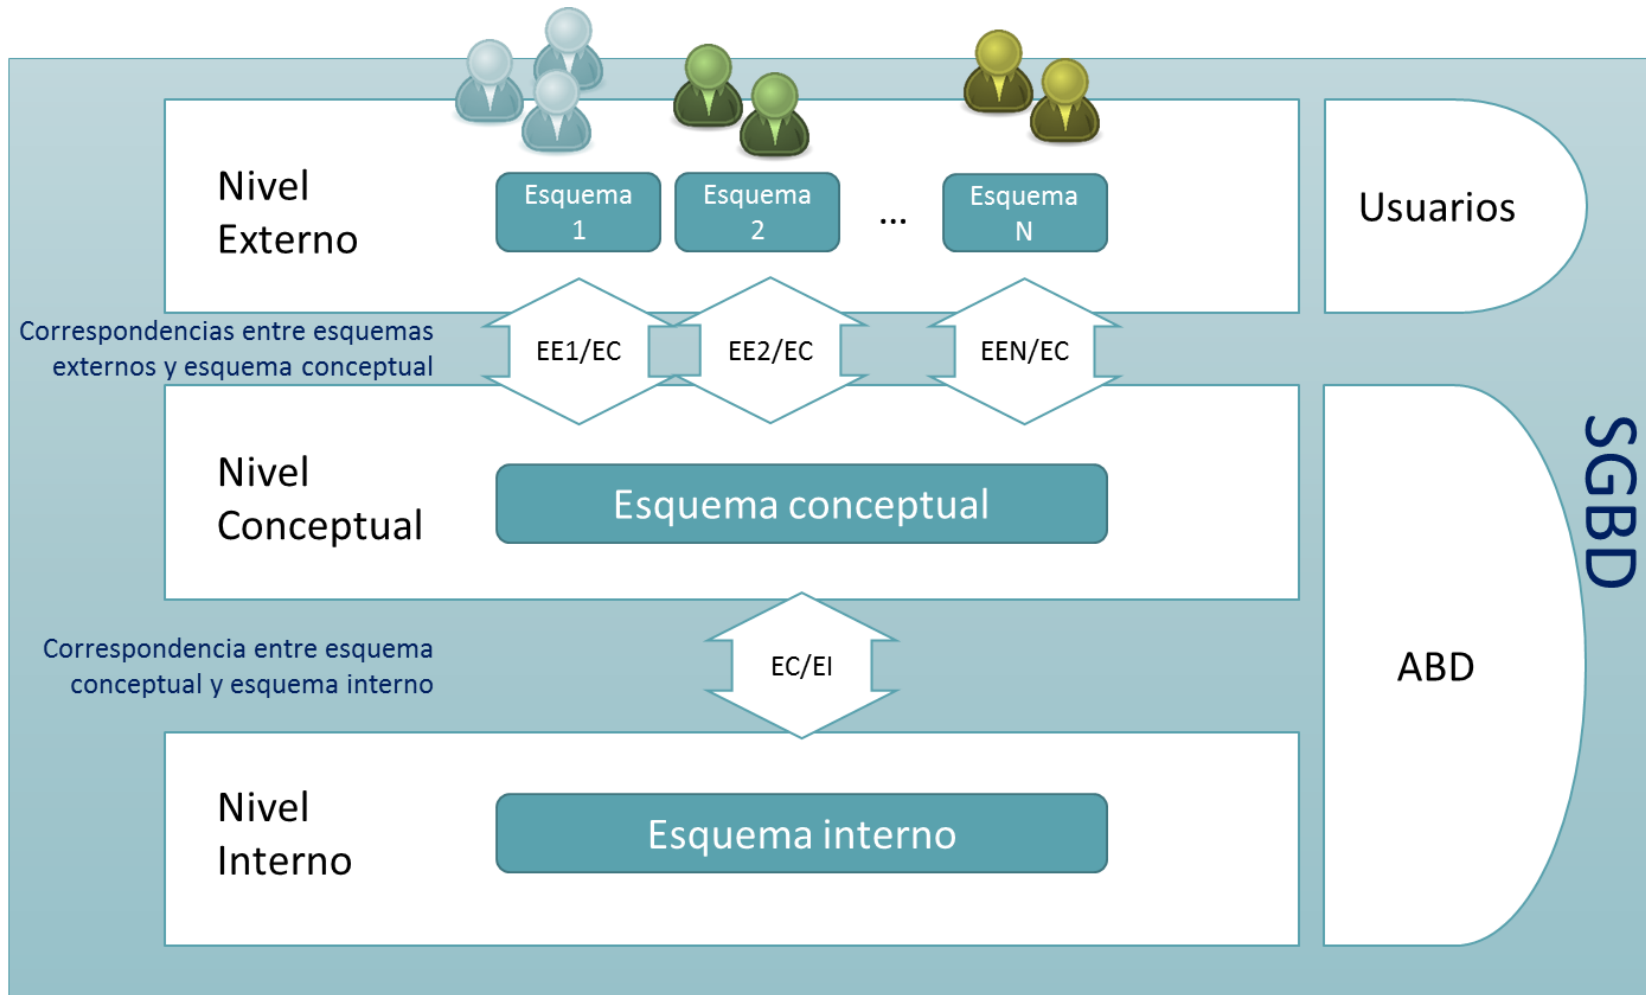 Nivel
Externo
Esquema
1
Esquema
2
...
Esquema
N
Usuarios
Correspondencias entre esquemas
externos y esquema conceptual
EE1/EC
EE2/EC
EEN/EC
Nivel
Conceptual
Esquema conceptual
SGBD
Correspondencia entre esquema
conceptual y esquema interno
EC/EI
ABD
Nivel
Interno
Esquema interno